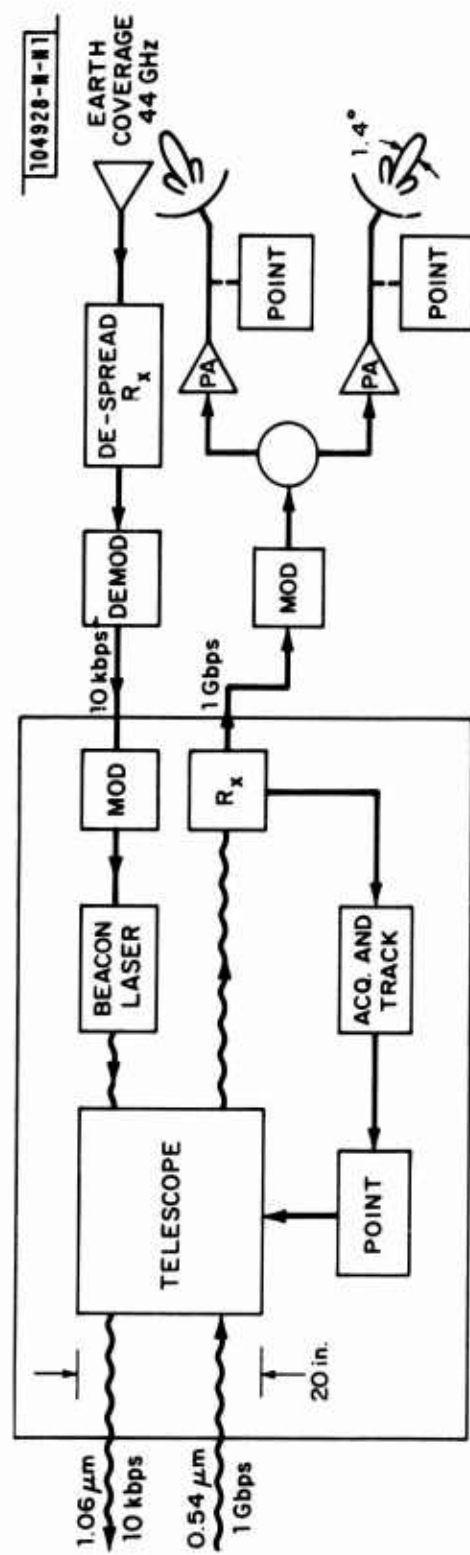 104928-N-N1
EARTH
COVERAGE
44 GHz
DE-SPREAD
Rx
DEMOD
10 kbps
MOD
BEACON
LASER
TELESCOPE
1.06 µm
10 kbps
0.54 µm
1 Gbps
20 in.
Rx
1 Gbps
MOD
PA
POINT
PA
POINT
1.4°
ACQ. AND
TRACK
POINT